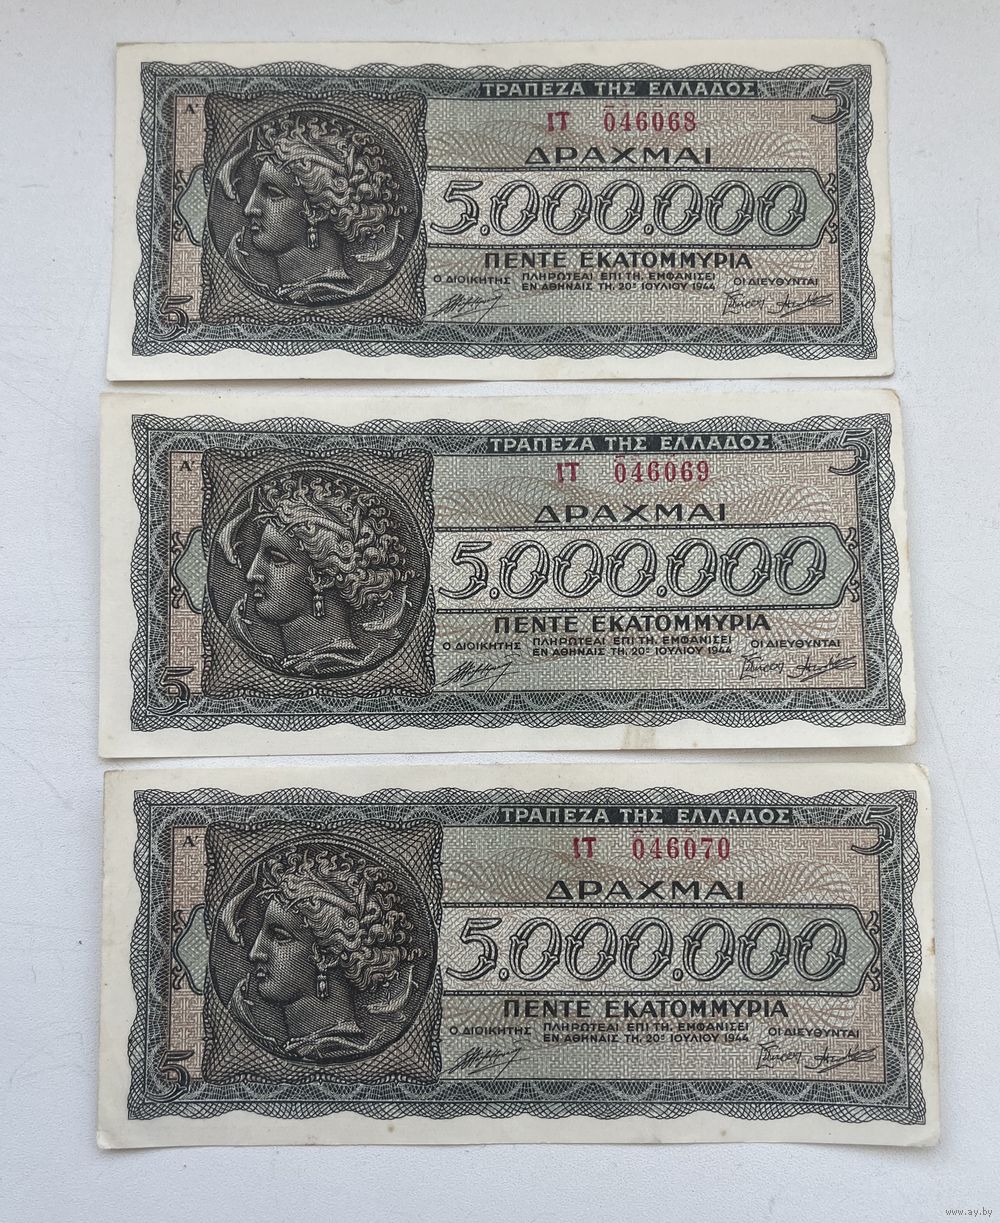 ΤΡΑΠΕΖΑ ΤΗΣ ΕΛΛΑΔΟΣ
5
Α'
ΙΤ 046068
ΔΡΑΧΜΑΙ
5.000.000
ΠΕΝΤΕ ΕΚΑΤΟΜΜΥΡΙΑ
Ο ΔΙΟΙΚΗΤΗΣ ΠΛΗΡΩΤΕΑΙ ΕΠΙ ΤΗ, ΕΜΦΑΝΙΣΕΙ ΟΙ ΔΙΕΥΘΥΝΤΑΙ
ΕΝ ΑΘΗΝΑΙΣ ΤΗ, 20ῃ ΙΟΥΛΙΟΥ 1944
5
ΤΡΑΠΕΖΑ ΤΗΣ ΕΛΛΑΔΟΣ
5
Α'
ΙΤ 046069
ΔΡΑΧΜΑΙ
5.000.000
ΠΕΝΤΕ ΕΚΑΤΟΜΜΥΡΙΑ
Ο ΔΙΟΙΚΗΤΗΣ ΠΛΗΡΩΤΕΑΙ ΕΠΙ ΤΗ, ΕΜΦΑΝΙΣΕΙ ΟΙ ΔΙΕΥΘΥΝΤΑΙ
ΕΝ ΑΘΗΝΑΙΣ ΤΗ, 20ῃ ΙΟΥΛΙΟΥ 1944
5
ΤΡΑΠΕΖΑ ΤΗΣ ΕΛΛΑΔΟΣ
5
Α'
ΙΤ 046070
ΔΡΑΧΜΑΙ
5.000.000
ΠΕΝΤΕ ΕΚΑΤΟΜΜΥΡΙΑ
Ο ΔΙΟΙΚΗΤΗΣ ΠΛΗΡΩΤΕΑΙ ΕΠΙ ΤΗ, ΕΜΦΑΝΙΣΕΙ ΟΙ ΔΙΕΥΘΥΝΤΑΙ
ΕΝ ΑΘΗΝΑΙΣ ΤΗ, 20ῃ ΙΟΥΛΙΟΥ 1944
5
www.ay.by